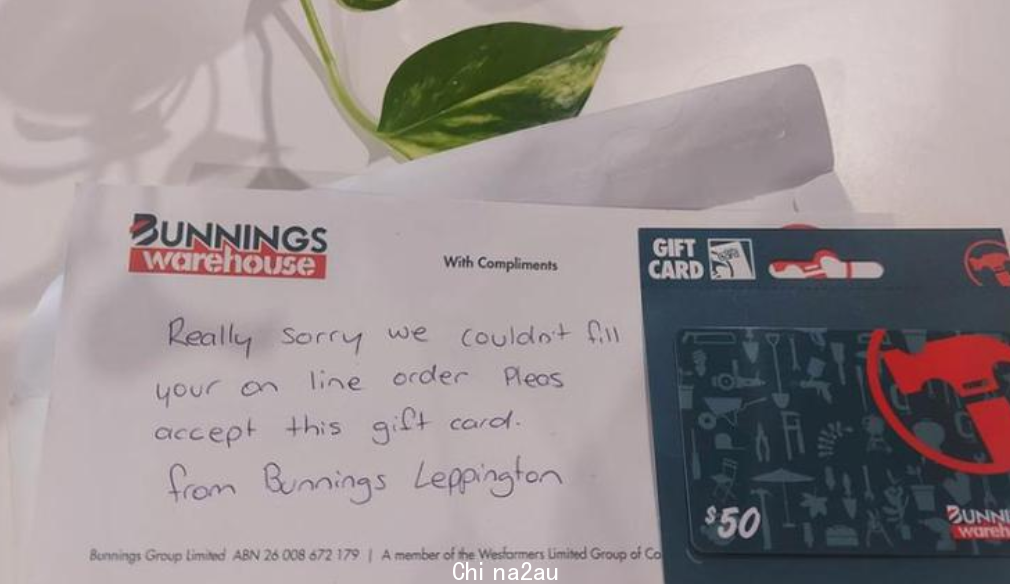 BUNNINGS
warehouse
With Compliments
Really sorry we couldn't fill
your on line order Pleas
accept this gift card.
from Bunnings Leppington
Bunnings Group Limited ABN 26 008 672 179 | A member of the Wesfarmers Limited Group of Co
GIFT
CARD
$50
BUNNI
wareh
Chi na2au